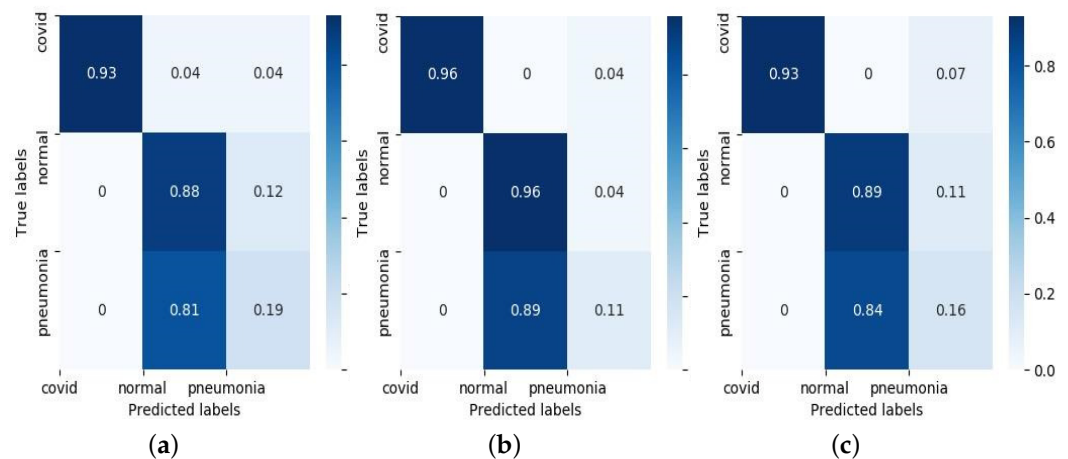 covid
normal
pneumonia
True labels
0.93 0.04 0.04
0 0.88 0.12
0 0.81 0.19
covid normal pneumonia
Predicted labels
(a)
covid
normal
pneumonia
True labels
0.96 0 0.04
0 0.96 0.04
0 0.89 0.11
covid normal pneumonia
Predicted labels
(b)
covid
normal
pneumonia
True labels
0.93 0 0.07
0 0.89 0.11
0 0.84 0.16
covid normal pneumonia
Predicted labels
0.8
0.6
0.4
0.2
0.0
(c)